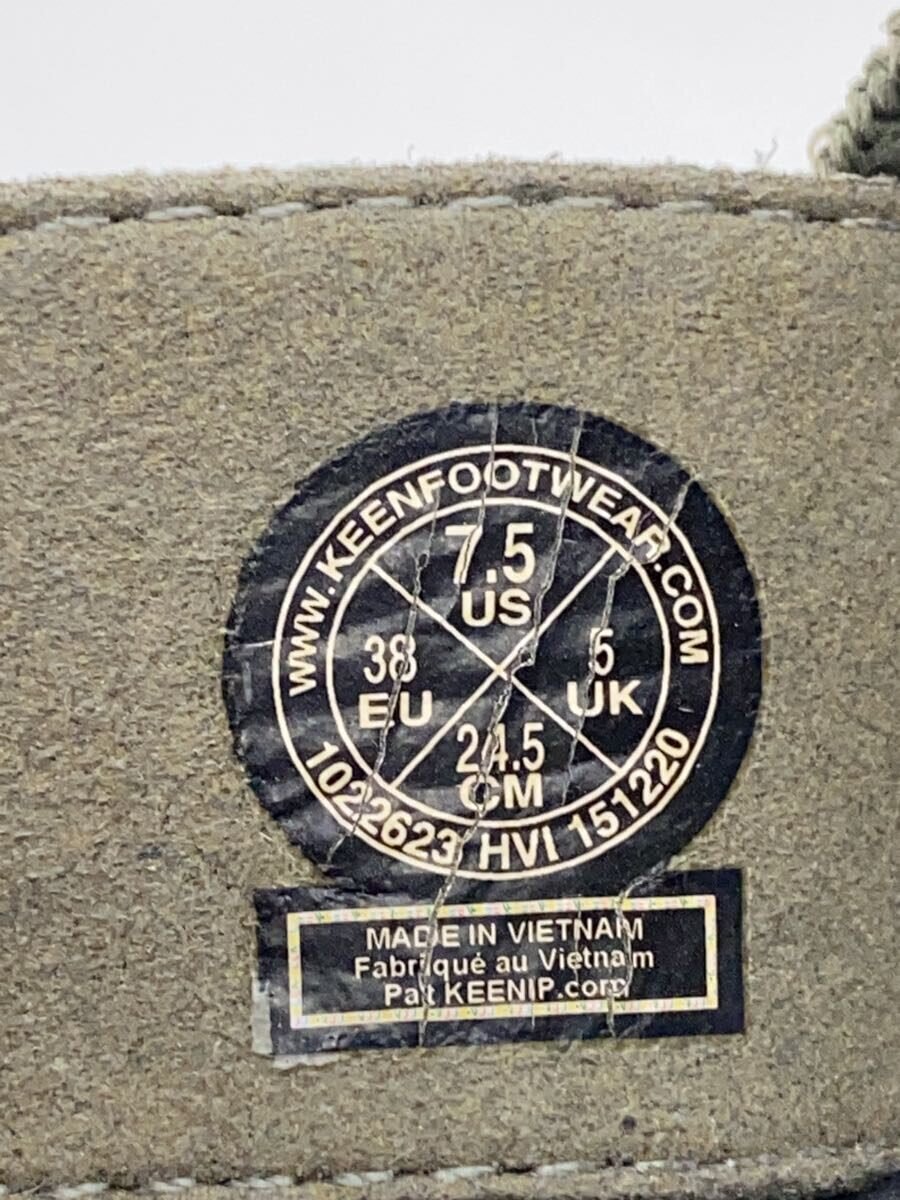 WWW.KEENFOOTWEAR.COM
7.5
US
38
EU
5
UK
24.5
CM
1022623 HVI 151220
MADE IN VIETNAM
Fabriqué au Vietnam
Pat KEENIP.com